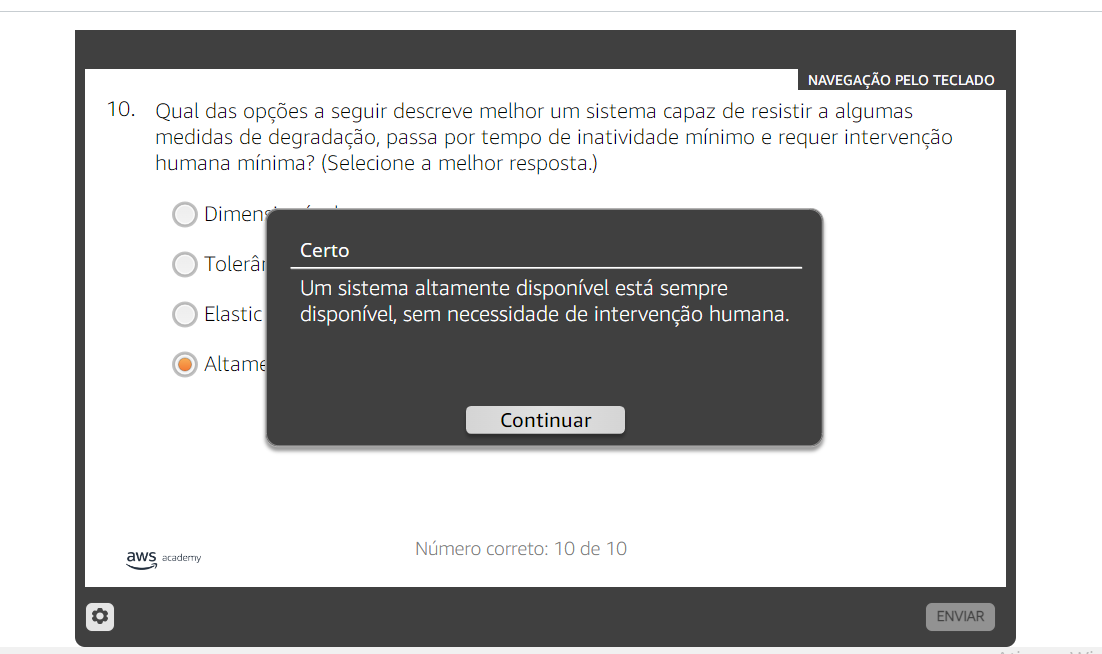 NAVEGAÇÃO PELO TECLADO
10. Qual das opções a seguir descreve melhor um sistema capaz de resistir a algumas
medidas de degradação, passa por tempo de inatividade mínimo e requer intervenção
humana mínima? (Selecione a melhor resposta.)
Certo
Um sistema altamente disponível está sempre
disponível, sem necessidade de intervenção humana.
Elastic
Continuar
Número correto: 10 de 10
aws academy
ENVIAR